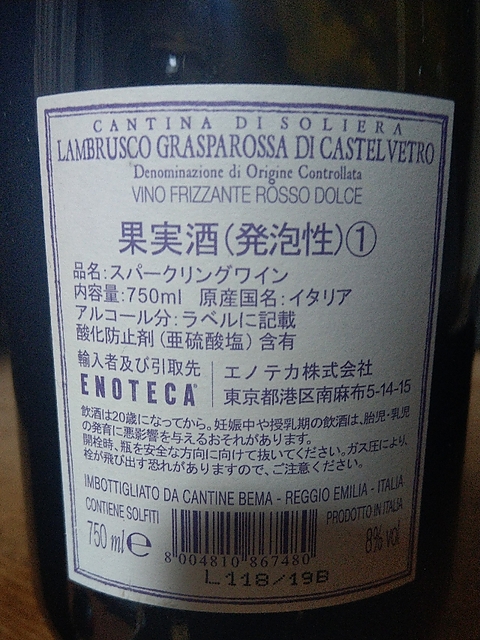 CANTINA DI SOLIERA
LAMBRUSCO GRASPAROSSA DI CASTELVETRO
Denominazione di Origine Controllata
VINO FRIZZANTE ROSSO DOLCE
果実酒(発泡性)①
品名:スパークリングワイン
内容量:750ml 原産国名:イタリア
アルコール分:ラベルに記載
酸化防止剤(亜硫酸塩)含有
輸入者及び引取先
ENOTECA®
エノテカ株式会社
東京都港区南麻布5-14-15
飲酒は20歳になってから。妊娠中や授乳期の飲酒は、胎児・乳児
の発育に悪影響を与えるおそれがあります。
開栓時、瓶を安全な方向に向けて抜いてください。ガス圧により、
栓が飛び出す恐れがありますので、ご注意ください。
IMBOTTIGLIATO DA CANTINE BEMA - REGGIO EMILIA - ITALIA
CONTIENE SOLFITI
PRODOTTO IN ITALIA
750 ml e
8% vol
8 004810 867480
L118/19B